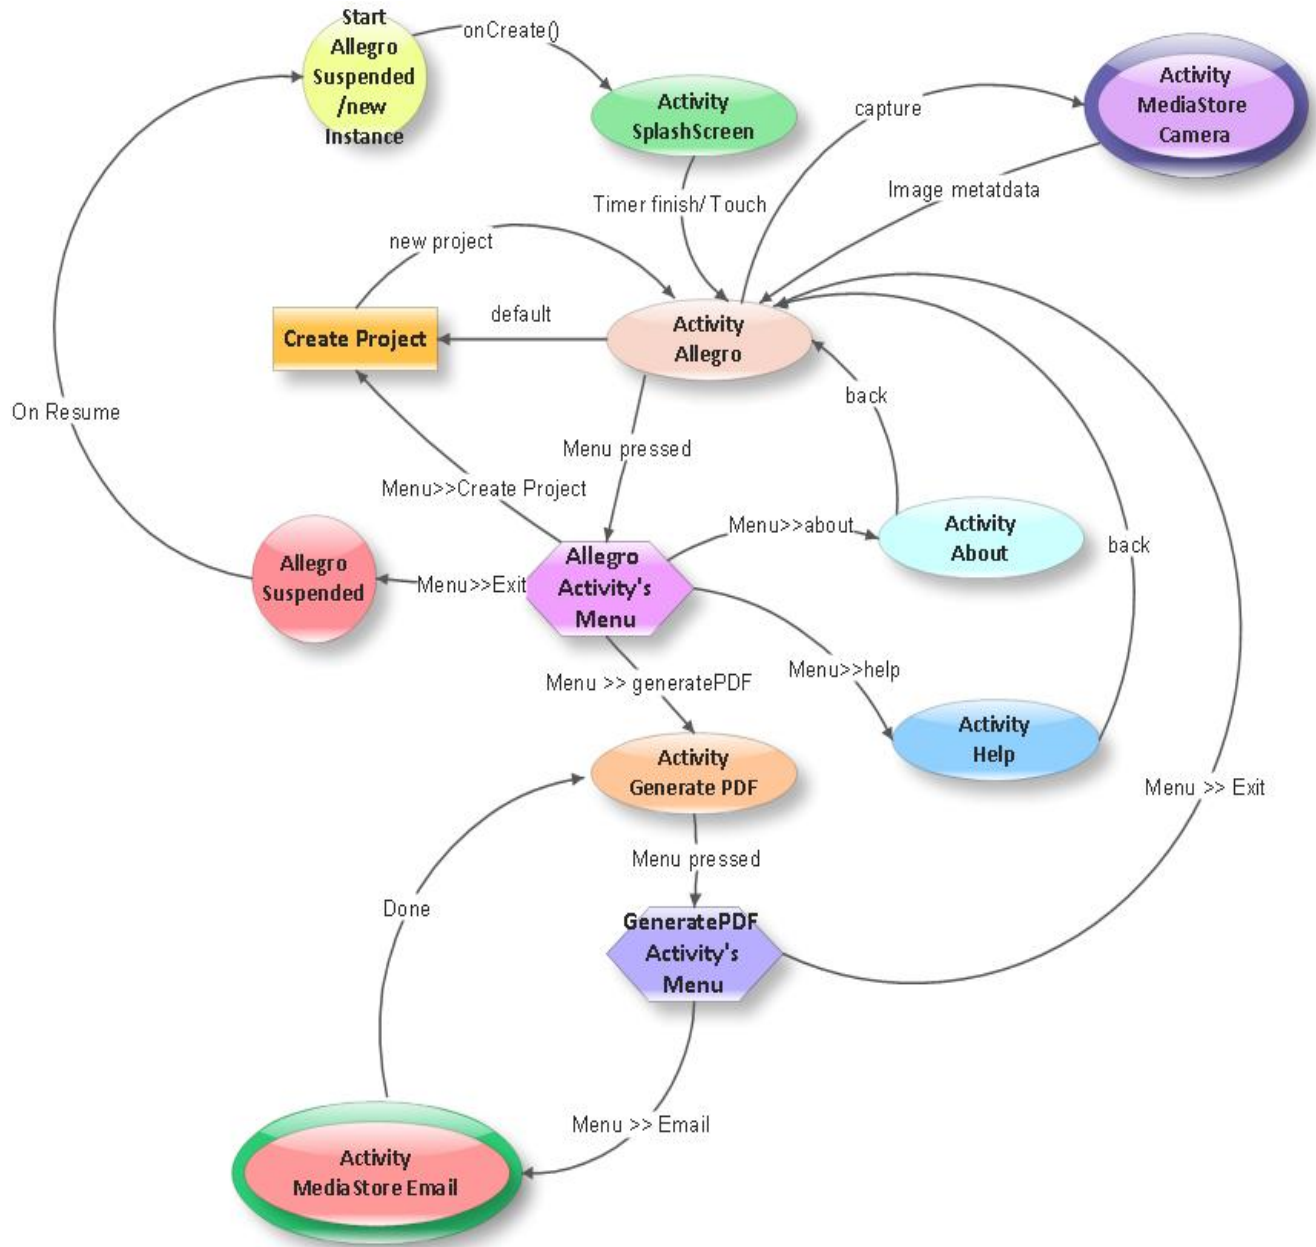 Start
Allegro
Suspended
/new
Instance
onCreate()
Activity
SplashScreen
capture
Activity
MediaStore
Camera
Image metatdata
Timer finish/ Touch
new project
default
Create Project
Activity
Allegro
back
On Resume
Menu pressed
Menu>>Create Project
Menu>>about
Activity
About
back
Allegro
Suspended
Menu>>Exit
Allegro
Activity's
Menu
Menu>>help
Menu >> generatePDF
Activity
Help
Activity
Generate PDF
Menu >> Exit
Menu pressed
Done
GeneratePDF
Activity's
Menu
Menu >> Email
Activity
MediaStore Email